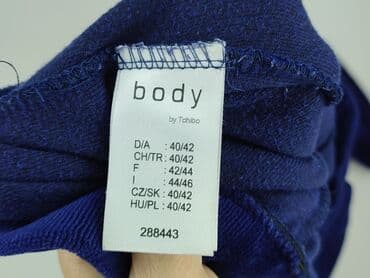 body
by Tchibo
D/A : 40/42
CH/TR : 40/42
F : 42/44
I : 44/46
CZ/SK : 40/42
HU/PL : 40/42
288443